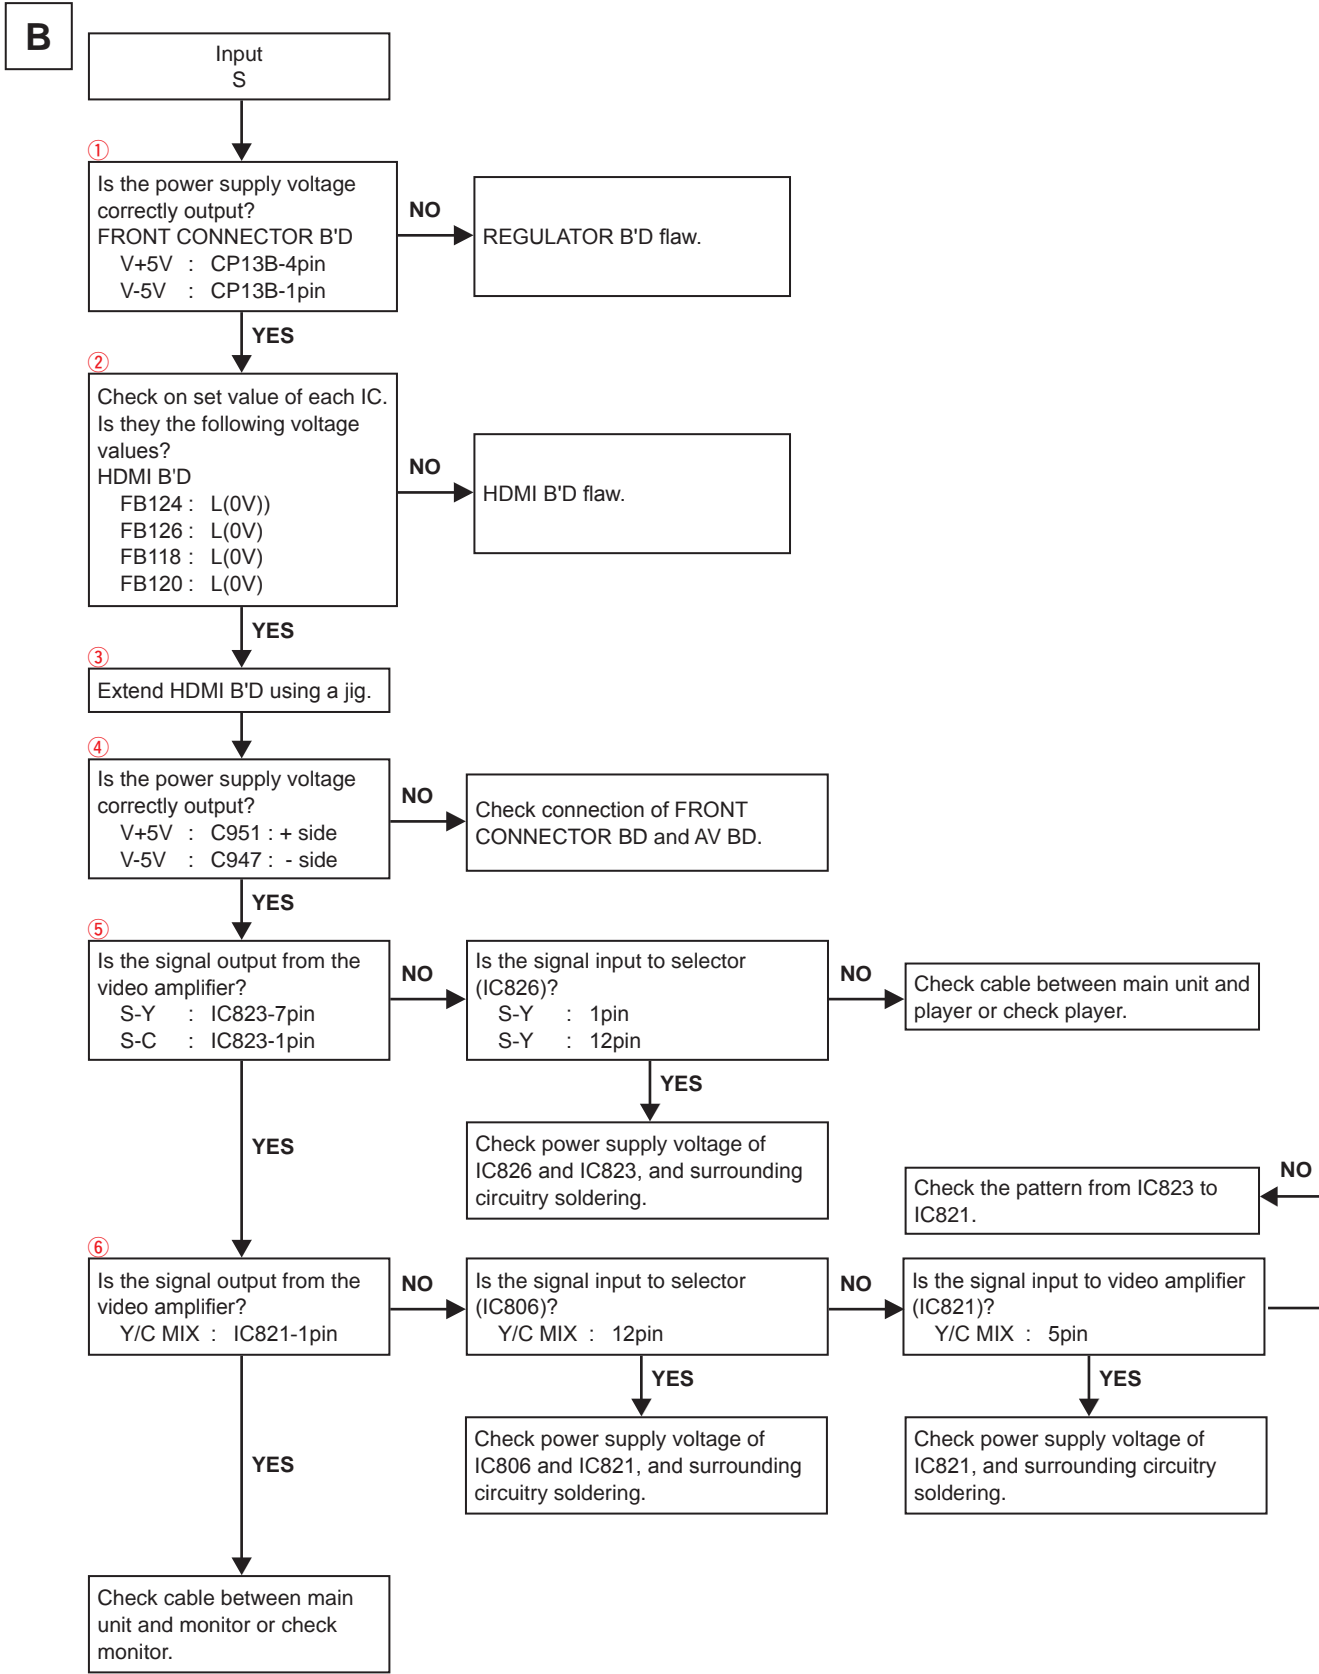 B
Input
S
①
Is the power supply voltage
correctly output?
FRONT CONNECTOR B'D
V+5V : CP13B-4pin
V-5V : CP13B-1pin
NO
REGULATOR B'D flaw.
YES
②
Check on set value of each IC.
Is they the following voltage
values?
HDMI B'D
FB124 : L(0V))
FB126 : L(0V)
FB118 : L(0V)
FB120 : L(0V)
NO
HDMI B'D flaw.
YES
③
Extend HDMI B'D using a jig.
④
Is the power supply voltage
correctly output?
V+5V : C951 : + side
V-5V : C947 : - side
NO
Check connection of FRONT
CONNECTOR BD and AV BD.
YES
⑤
Is the signal output from the
video amplifier?
S-Y : IC823-7pin
S-C : IC823-1pin
NO
Is the signal input to selector
(IC826)?
S-Y : 1pin
S-Y : 12pin
NO
Check cable between main unit and
player or check player.
YES
Check power supply voltage of
IC826 and IC823, and surrounding
circuitry soldering.
YES
NO
Check the pattern from IC823 to
IC821.
⑥
Is the signal output from the
video amplifier?
Y/C MIX : IC821-1pin
NO
Is the signal input to selector
(IC806)?
Y/C MIX : 12pin
NO
Is the signal input to video amplifier
(IC821)?
Y/C MIX : 5pin
YES
Check power supply voltage of
IC806 and IC821, and surrounding
circuitry soldering.
YES
Check power supply voltage of
IC821, and surrounding circuitry
soldering.
YES
Check cable between main
unit and monitor or check
monitor.